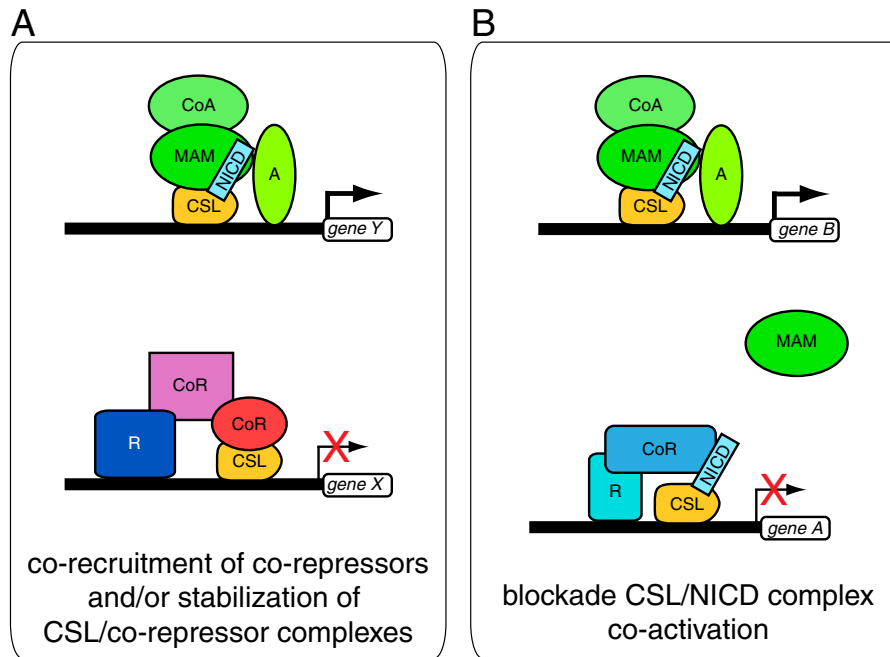 A
CoA
MAM
NICD
A
CSL
gene Y
CoR
CoR
R
CSL
X
gene X
co-recruitment of co-repressors
and/or stabilization of
CSL/co-repressor complexes
B
CoA
MAM
NICD
A
CSL
gene B
MAM
CoR
NICD
R
CSL
X
gene A
blockade CSL/NICD complex
co-activation